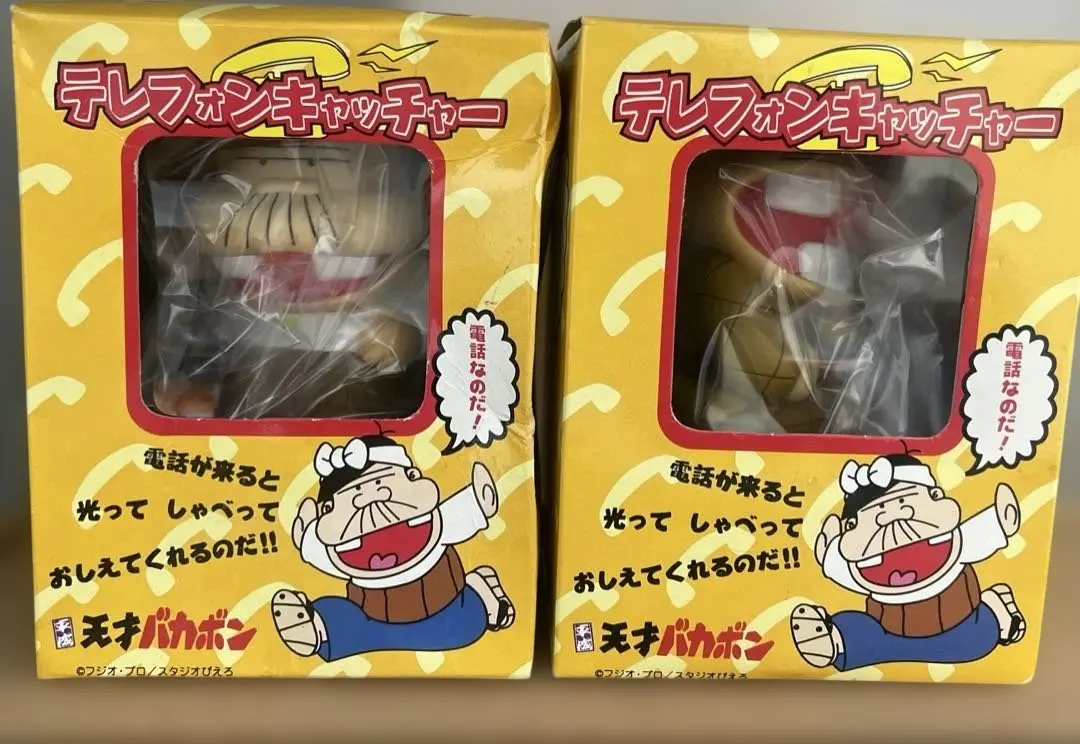 テレフォンキャッチャー
電話なのだ!
電話が来ると
光って しゃべって
おしえてくれるのだ!!
平成 天才バカボン
©フジオ・プロ/スタジオぴえろ
テレフォンキャッチャー
電話なのだ!
電話が来ると
光って しゃべって
おしえてくれるのだ!!
平成 天才バカボン
©フジオ・プロ/スタジオぴえろ